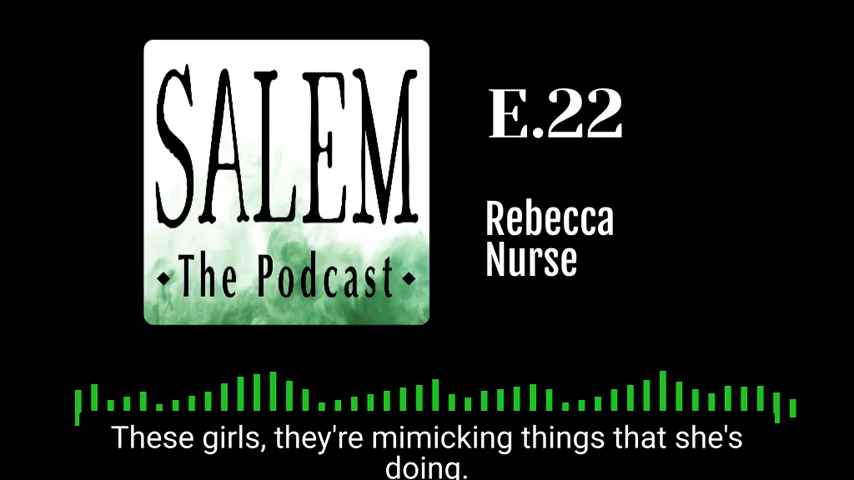 SALEM
The Podcast
E.22
Rebecca
Nurse
These girls, they're mimicking things that she's
doing.